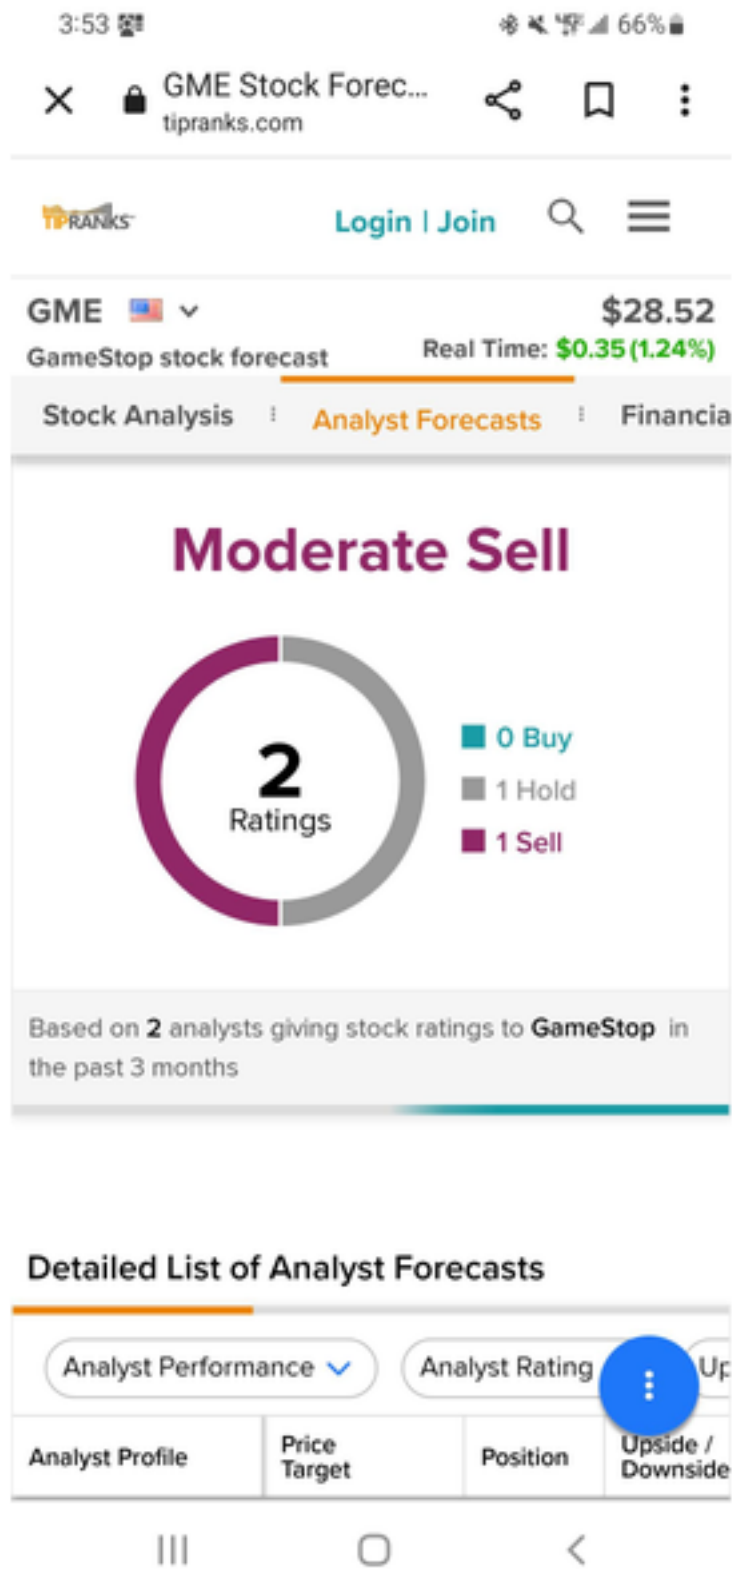 3:53
66%
GME Stock Forec...
tipranks.com
TIPRANKS
Login | Join
GME
$28.52
GameStop stock forecast
Real Time: $0.35 (1.24%)
Stock Analysis
Analyst Forecasts
Financia
Moderate Sell
2
Ratings
0 Buy
1 Hold
1 Sell
Based on 2 analysts giving stock ratings to GameStop in
the past 3 months
Detailed List of Analyst Forecasts
Analyst Performance
Analyst Rating
Up
Analyst Profile
Price
Target
Position
Upside /
Downside